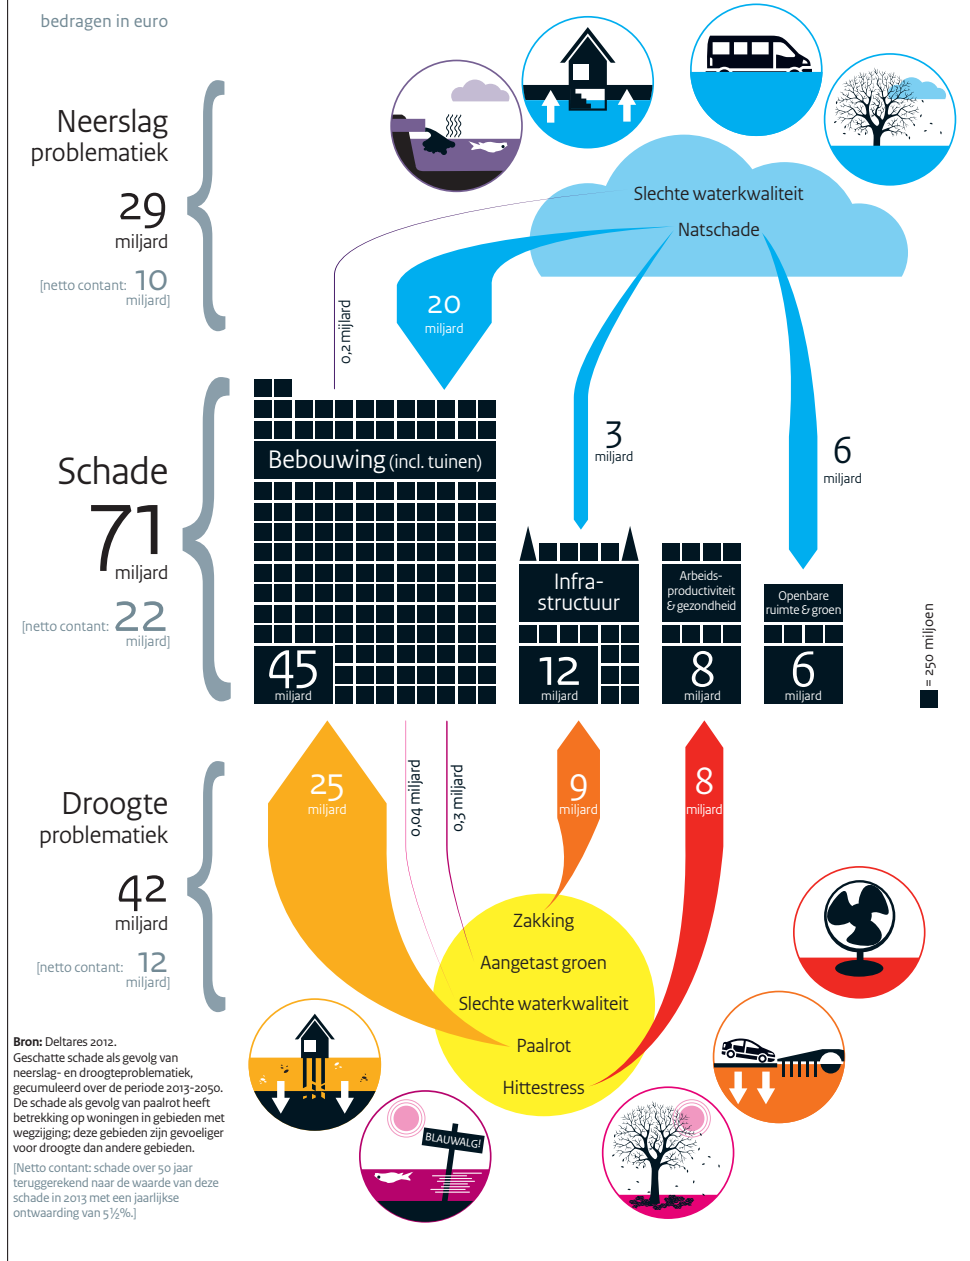 bedragen in euro
Neerslag
problematiek
29
miljard
[netto contant: 10
miljard]
Slechte waterkwaliteit
Natschade
0,2 mijlard
20
miljard
3
miljard
6
miljard
Schade
71
miljard
[netto contant: 22
miljard]
Bebouwing (incl. tuinen)
45
miljard
Infra-
structuur
12
miljard
Arbeids-
productiviteit
& gezondheid
8
miljard
Openbare
ruimte & groen
6
miljard
= 250 miljoen
Droogte
problematiek
42
miljard
[netto contant: 12
miljard]
25
miljard
0,04 miljard
0,3 miljard
9
miljard
8
miljard
Zakking
Aangetast groen
Slechte waterkwaliteit
Paalrot
Hittestress
BLAUWALG!
Bron: Deltares 2012.
Geschatte schade als gevolg van
neerslag- en droogteproblematiek,
gecumuleerd over de periode 2013-2050.
De schade als gevolg van paalrot heeft
betrekking op woningen in gebieden met
wegzijging; deze gebieden zijn gevoeliger
voor droogte dan andere gebieden.
[Netto contant: schade over 50 jaar
teruggerekend naar de waarde van deze
schade in 2013 met een jaarlijkse
ontwaarding van 5½%.]